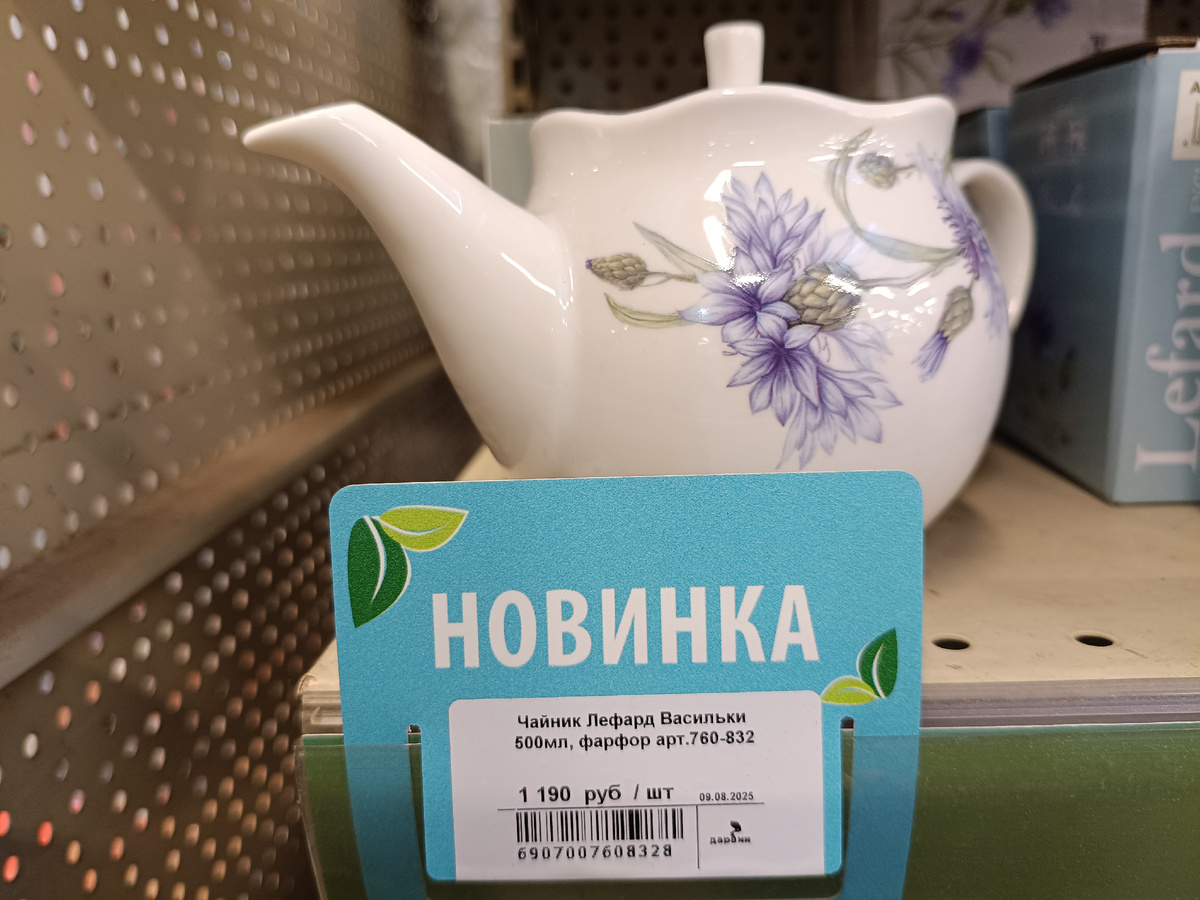 Lefard
НОВИНКА
Чайник Лефард Васильки
500мл, фарфор арт.760-832
1 190 руб / шт
09.08.2025
6907007608328